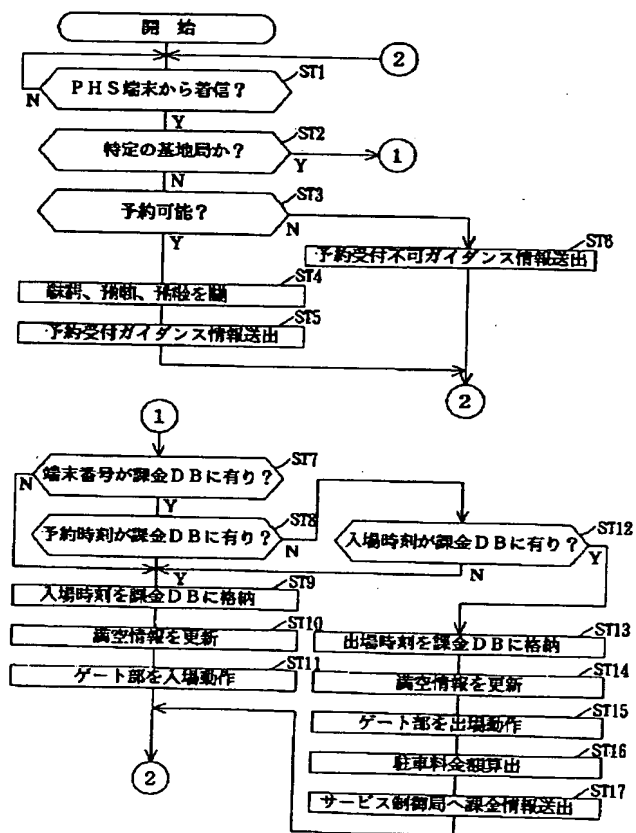 開始
2
PHS端末から着信？
ST1
N
Y
特定の基地局か？
ST2
Y
1
N
予約可能？
ST3
N
Y
予約受付不可ガイダンス情報送出
ST6
ST4
予約受付ガイダンス情報送出
ST5
2
1
端末番号が課金DBに有り？
ST7
N
Y
予約時刻が課金DBに有り？
ST8
N
入場時刻が課金DBに有り？
ST12
Y
N
Y
入場時刻を課金DBに格納
ST9
満空情報を更新
ST10
ゲート部を入場動作
ST11
2
出場時刻を課金DBに格納
ST13
満空情報を更新
ST14
ゲート部を出場動作
ST15
駐車料金額算出
ST16
サービス制御局へ課金情報送出
ST17